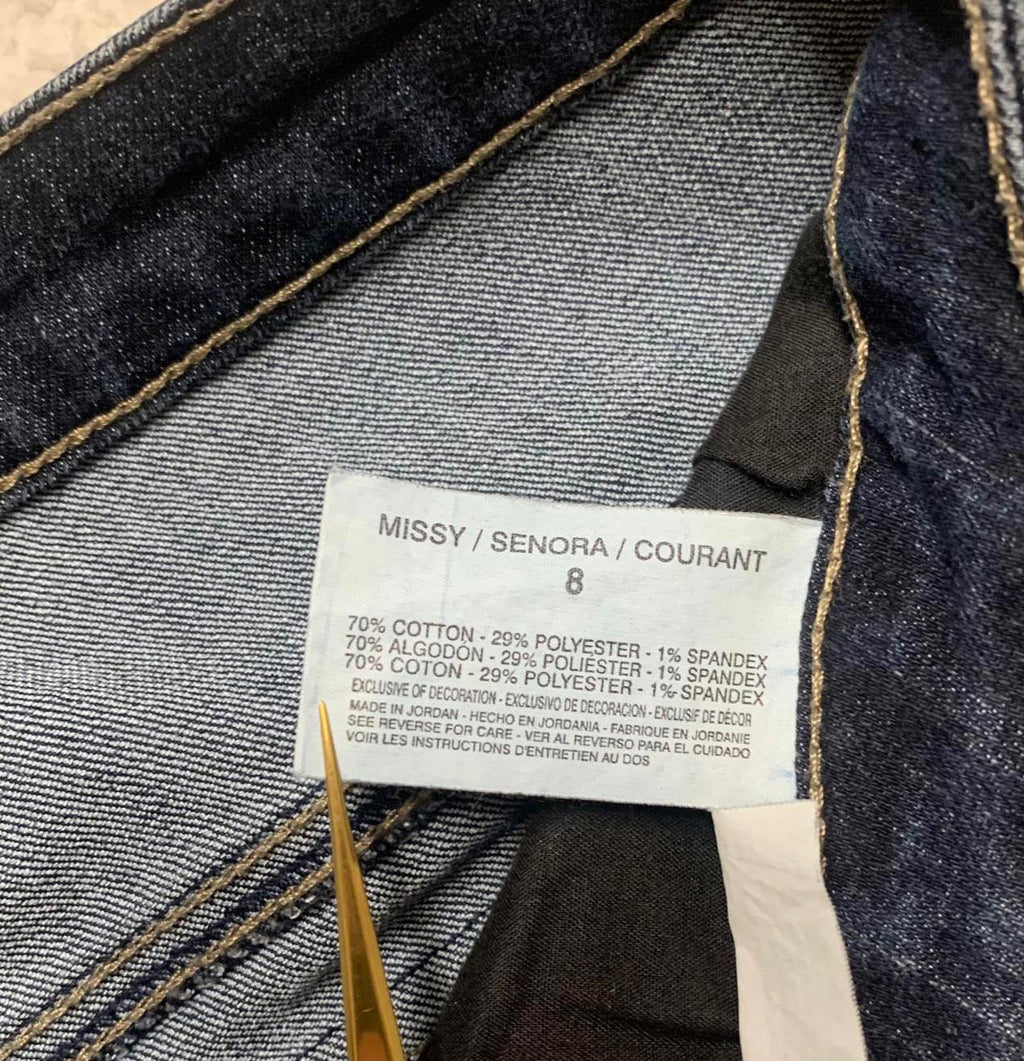 MISSY / SENORA / COURANT
8
70% COTTON - 29% POLYESTER - 1% SPANDEX
70% ALGODÓN - 29% POLIESTER - 1% SPANDEX
70% COTON - 29% POLYESTER - 1% SPANDEX
EXCLUSIVE OF DECORATION - EXCLUSIVO DE DECORACION - EXCLUSIF DE DÉCOR
MADE IN JORDAN - HECHO EN JORDANIA - FABRIQUE EN JORDANIE
SEE REVERSE FOR CARE - VER AL REVERSO PARA EL CUIDADO
VOIR LES INSTRUCTIONS D'ENTRETIEN AU DOS